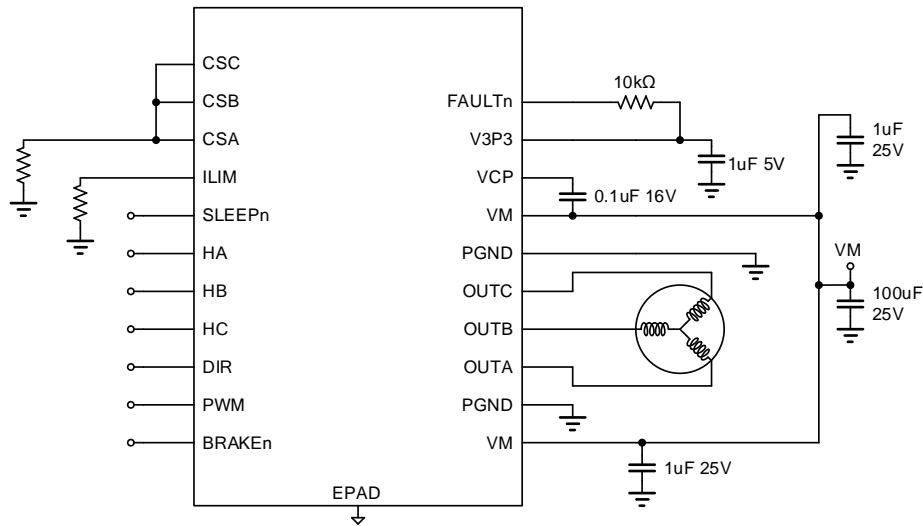 CSC
CSB
CSA
ILIM
SLEEPn
HA
HB
HC
DIR
PWM
BRAKEn
EPAD
FAULTn
V3P3
VCP
VM
PGND
OUTC
OUTB
OUTA
PGND
VM
10kΩ
1uF 5V
0.1uF 16V
1uF
25V
VM
100uF
25V
1uF 25V